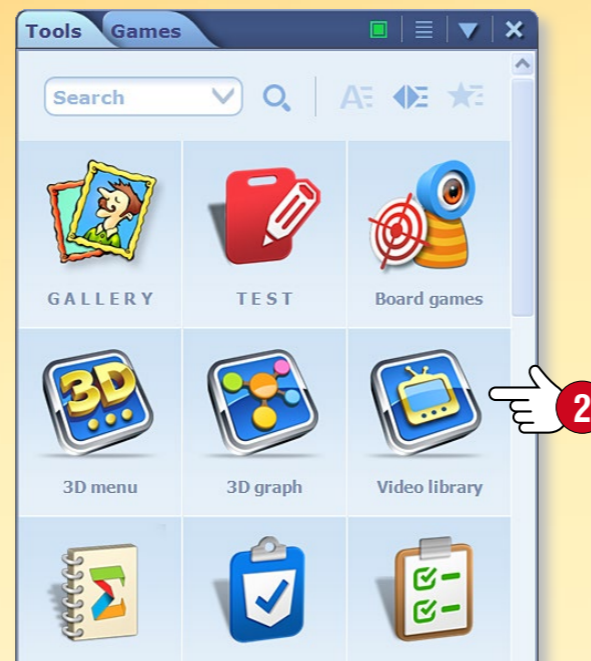 Tools Games
Search
GALLERY TEST Board games
3D
2
3D menu 3D graph Video library